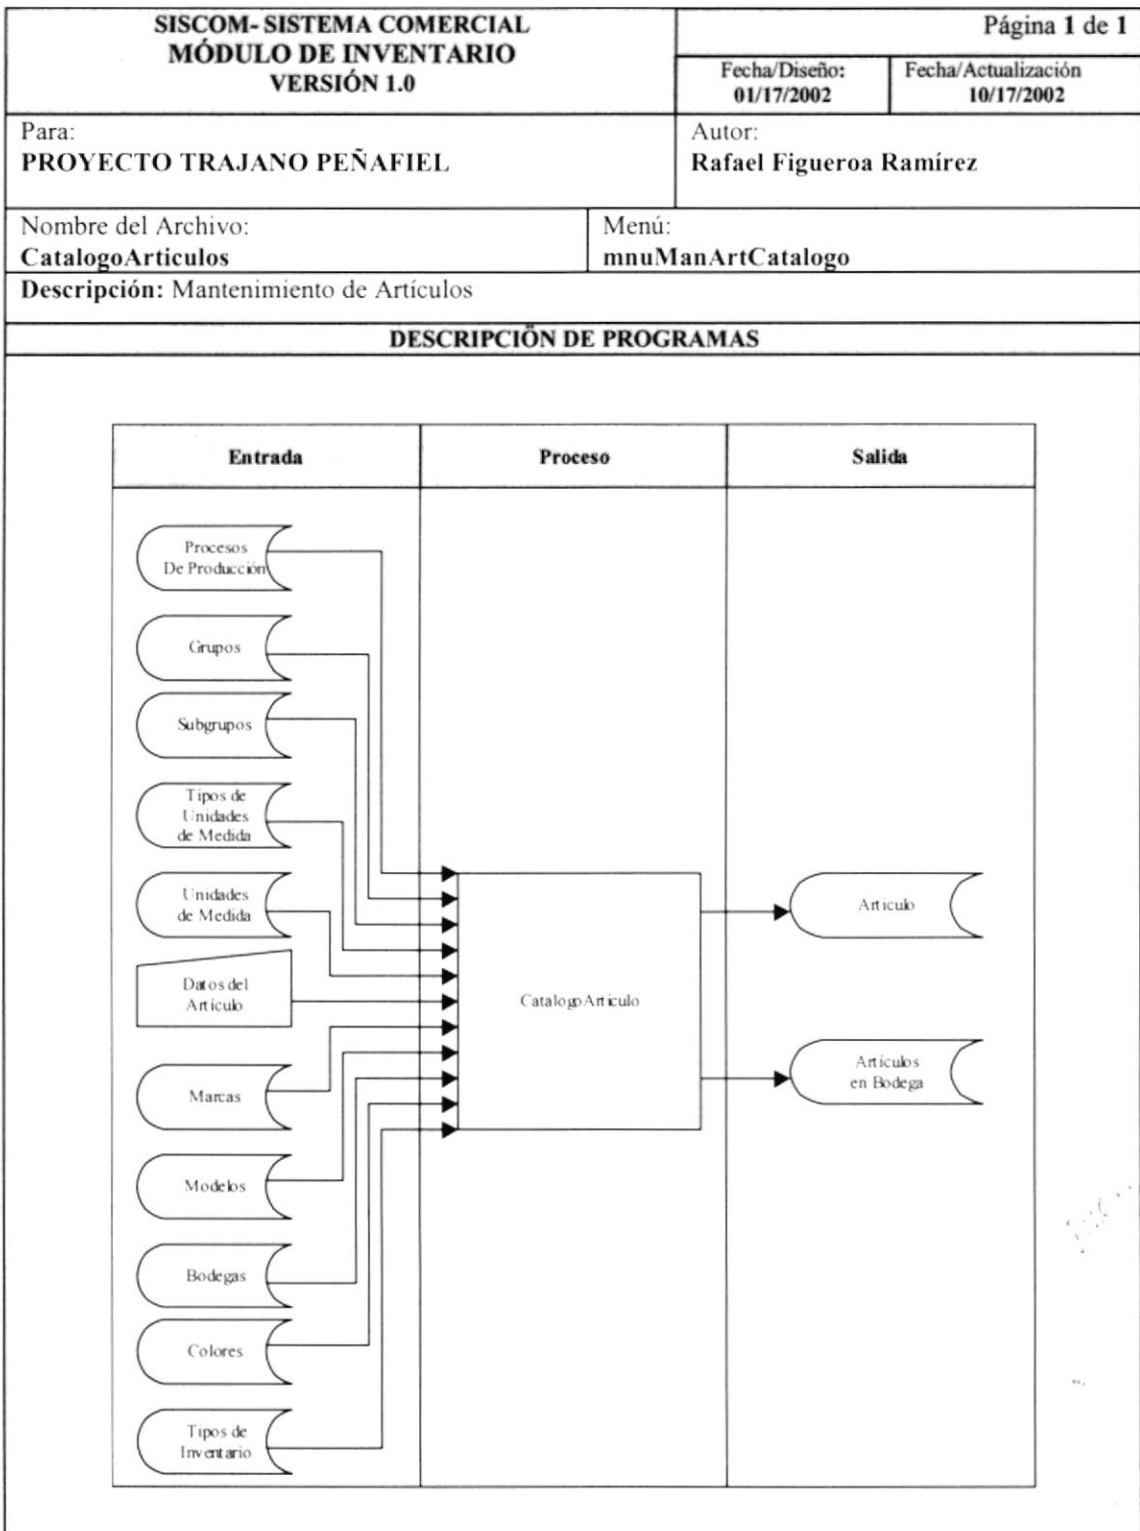 SISCOM- SISTEMA COMERCIAL
MÓDULO DE INVENTARIO
VERSIÓN 1.0
Página 1 de 1
Fecha/Diseño:
01/17/2002
Fecha/Actualización
10/17/2002
Para:
PROYECTO TRAJANO PEÑAFIEL
Autor:
Rafael Figueroa Ramírez
Nombre del Archivo:
CatalogoArticulos
Menú:
mnuManArtCatalogo
Descripción: Mantenimiento de Artículos
DESCRIPCIÖN DE PROGRAMAS
Entrada
Proceso
Salida
Procesos
De Producción
Grupos
Subgrupos
Tipos de
Unidades
de Medida
Unidades
de Medida
Datos del
Artículo
Marcas
Modelos
Bodegas
Colores
Tipos de
Inventario
CatalogoArticulo
Articulo
Artículos
en Bodega